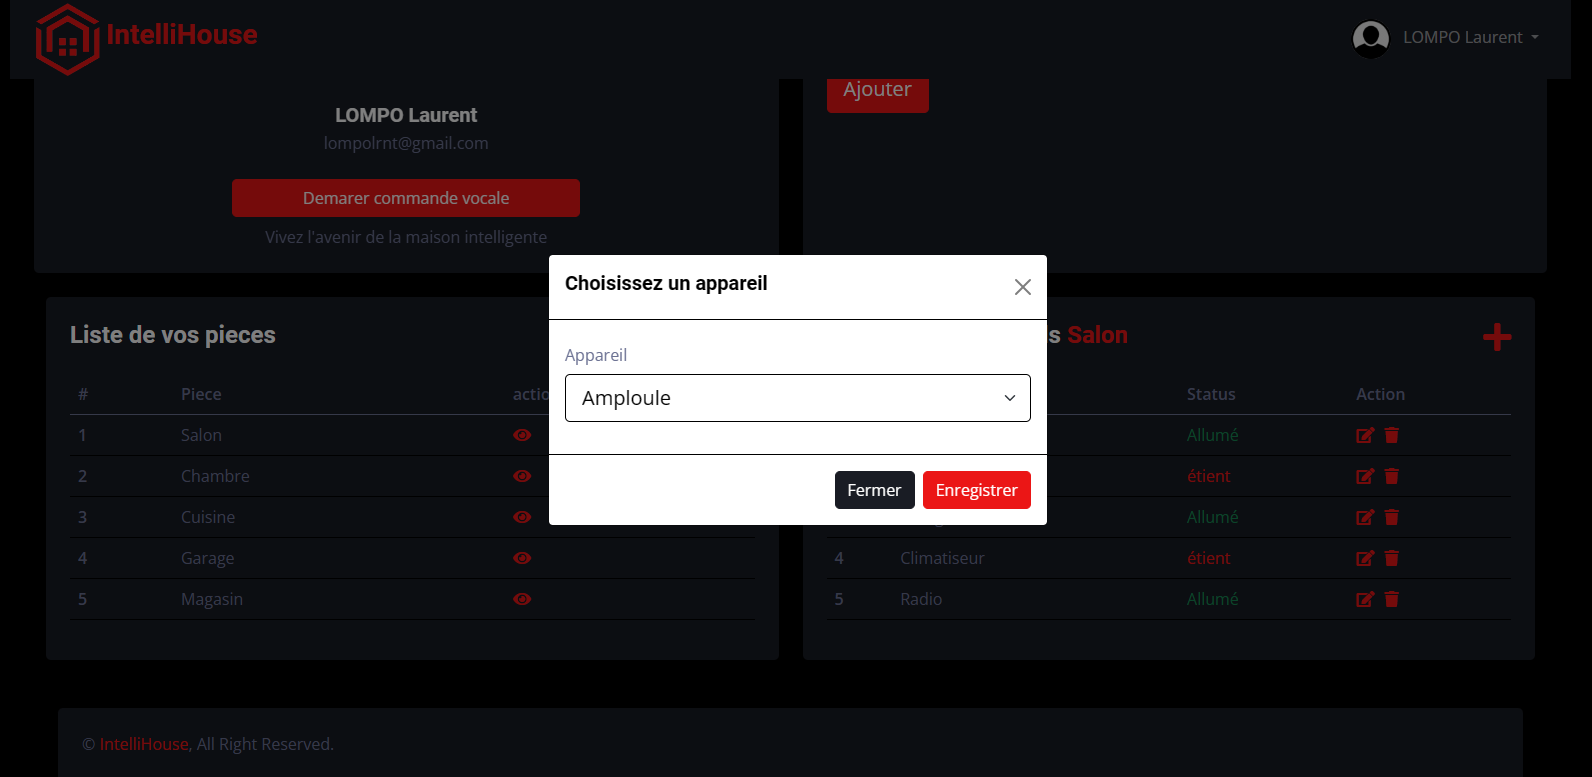 IntelliHouse
LOMPO Laurent
Ajouter
LOMPO Laurent
lompolrnt@gmail.com
Demarer commande vocale
Vivez l'avenir de la maison intelligente
Choisissez un appareil
Appareil
Amploule
Fermer Enregistrer
Liste de vos pieces
# Piece actio
1 Salon
2 Chambre
3 Cuisine
4 Garage
5 Magasin
s Salon
Status Action
Allumé
étient
Allumé
4 Climatiseur étient
5 Radio Allumé
© IntelliHouse, All Right Reserved.